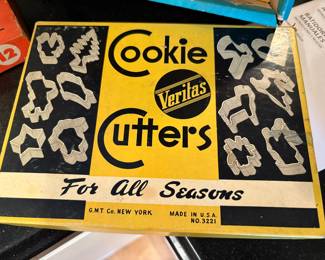 Cookie
Veritas
Cutters
For All Seasons
G.M.T Co. NEW YORK
MADE IN U.S.A.
NO. 3221